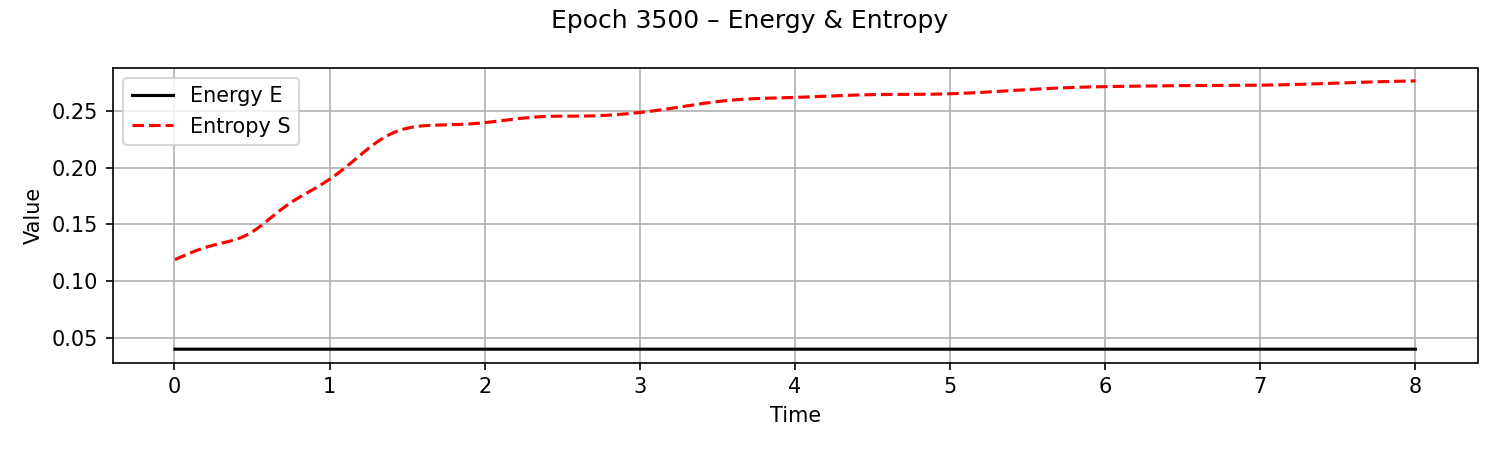 Epoch 3500 – Energy & Entropy
Energy E
Entropy S
Value
0.25
0.20
0.15
0.10
0.05
0 1 2 3 4 5 6 7 8
Time